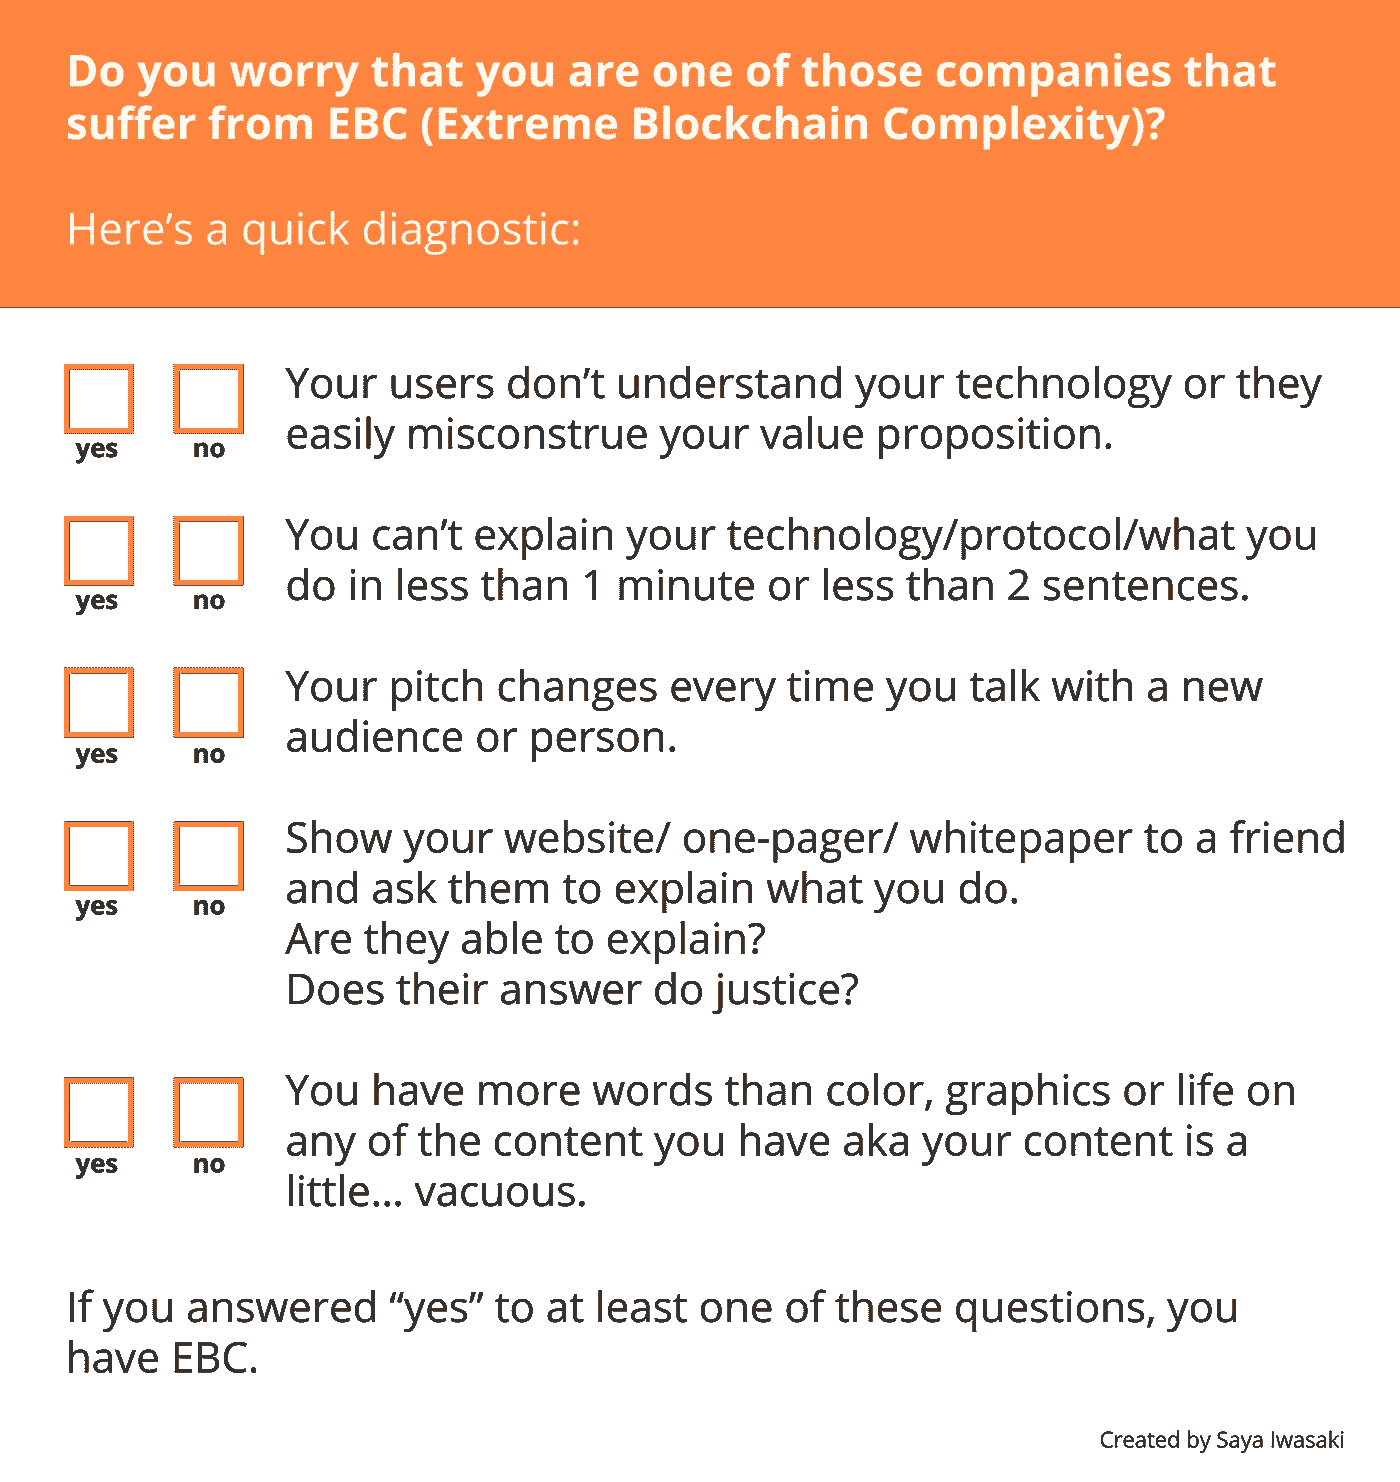 Do you worry that you are one of those companies that
suffer from EBC (Extreme Blockchain Complexity)?
Here’s a quick diagnostic:
yes no
Your users don’t understand your technology or they
easily misconstrue your value proposition.
yes no
You can’t explain your technology/protocol/what you
do in less than 1 minute or less than 2 sentences.
yes no
Your pitch changes every time you talk with a new
audience or person.
yes no
Show your website/ one-pager/ whitepaper to a friend
and ask them to explain what you do.
Are they able to explain?
Does their answer do justice?
yes no
You have more words than color, graphics or life on
any of the content you have aka your content is a
little... vacuous.
If you answered “yes” to at least one of these questions, you
have EBC.
Created by Saya Iwasaki